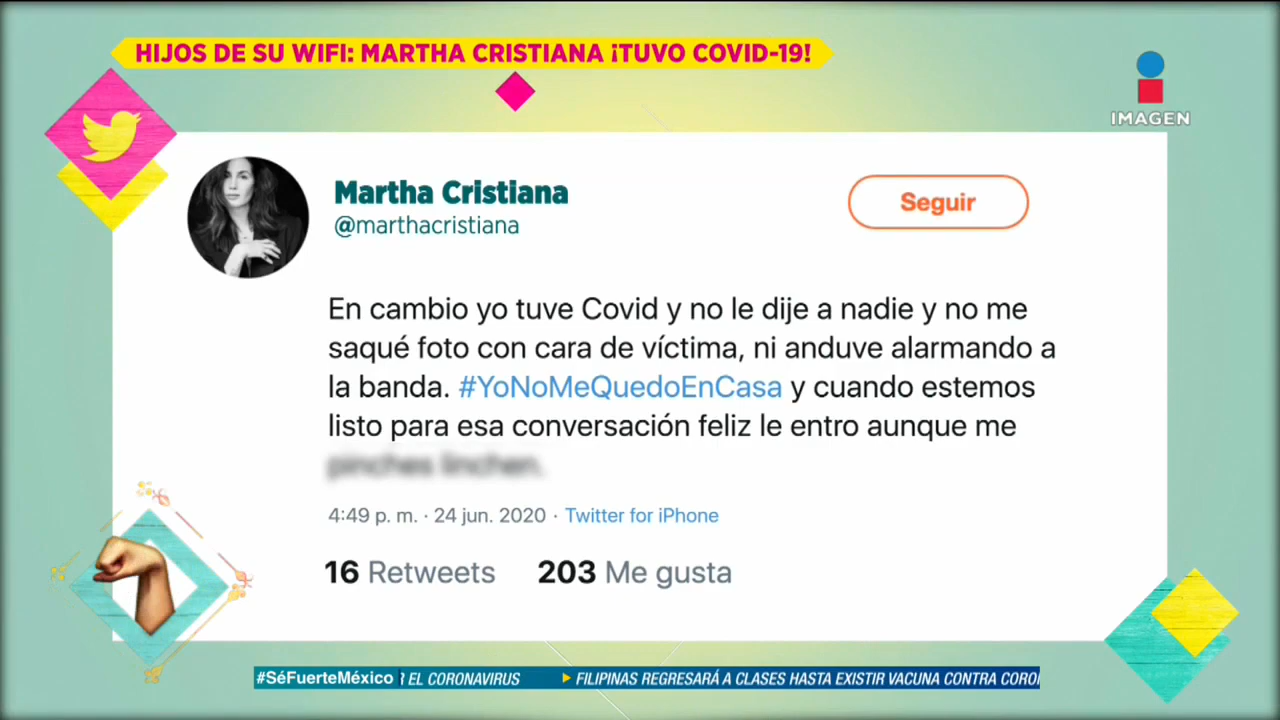 HIJOS DE SU WIFI: MARTHA CRISTIANA ¡TUVO COVID-19!
IMAGEN
Martha Cristiana
@marthacristiana
Seguir
En cambio yo tuve Covid y no le dije a nadie y no me
saqué foto con cara de víctima, ni anduve alarmando a
la banda. #YoNoMeQuedoEnCasa y cuando estemos
listo para esa conversación feliz le entro aunque me
4:49 p. m. · 24 jun. 2020 · Twitter for iPhone
16 Retweets 203 Me gusta
#SéFuerteMéxico EL CORONAVIRUS FILIPINAS REGRESARÁ A CLASES HASTA EXISTIR VACUNA CONTRA